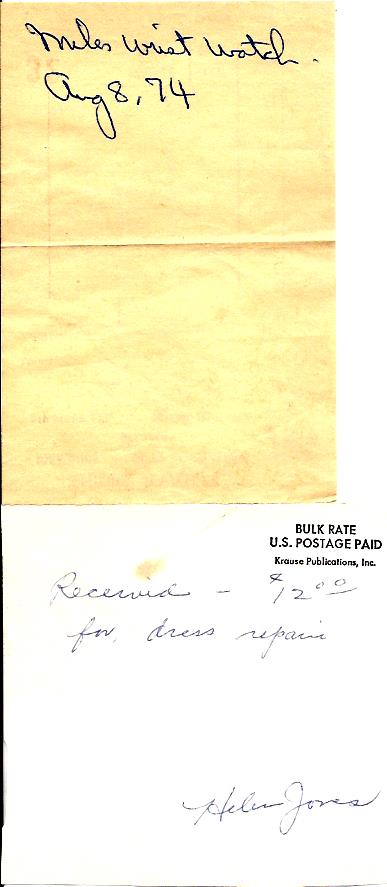 Miles Wrist Watch.
Aug 8, 74
BULK RATE
U.S. POSTAGE PAID
Krause Publications, Inc.
Received - $12.00
for dress repair
Helen Jones